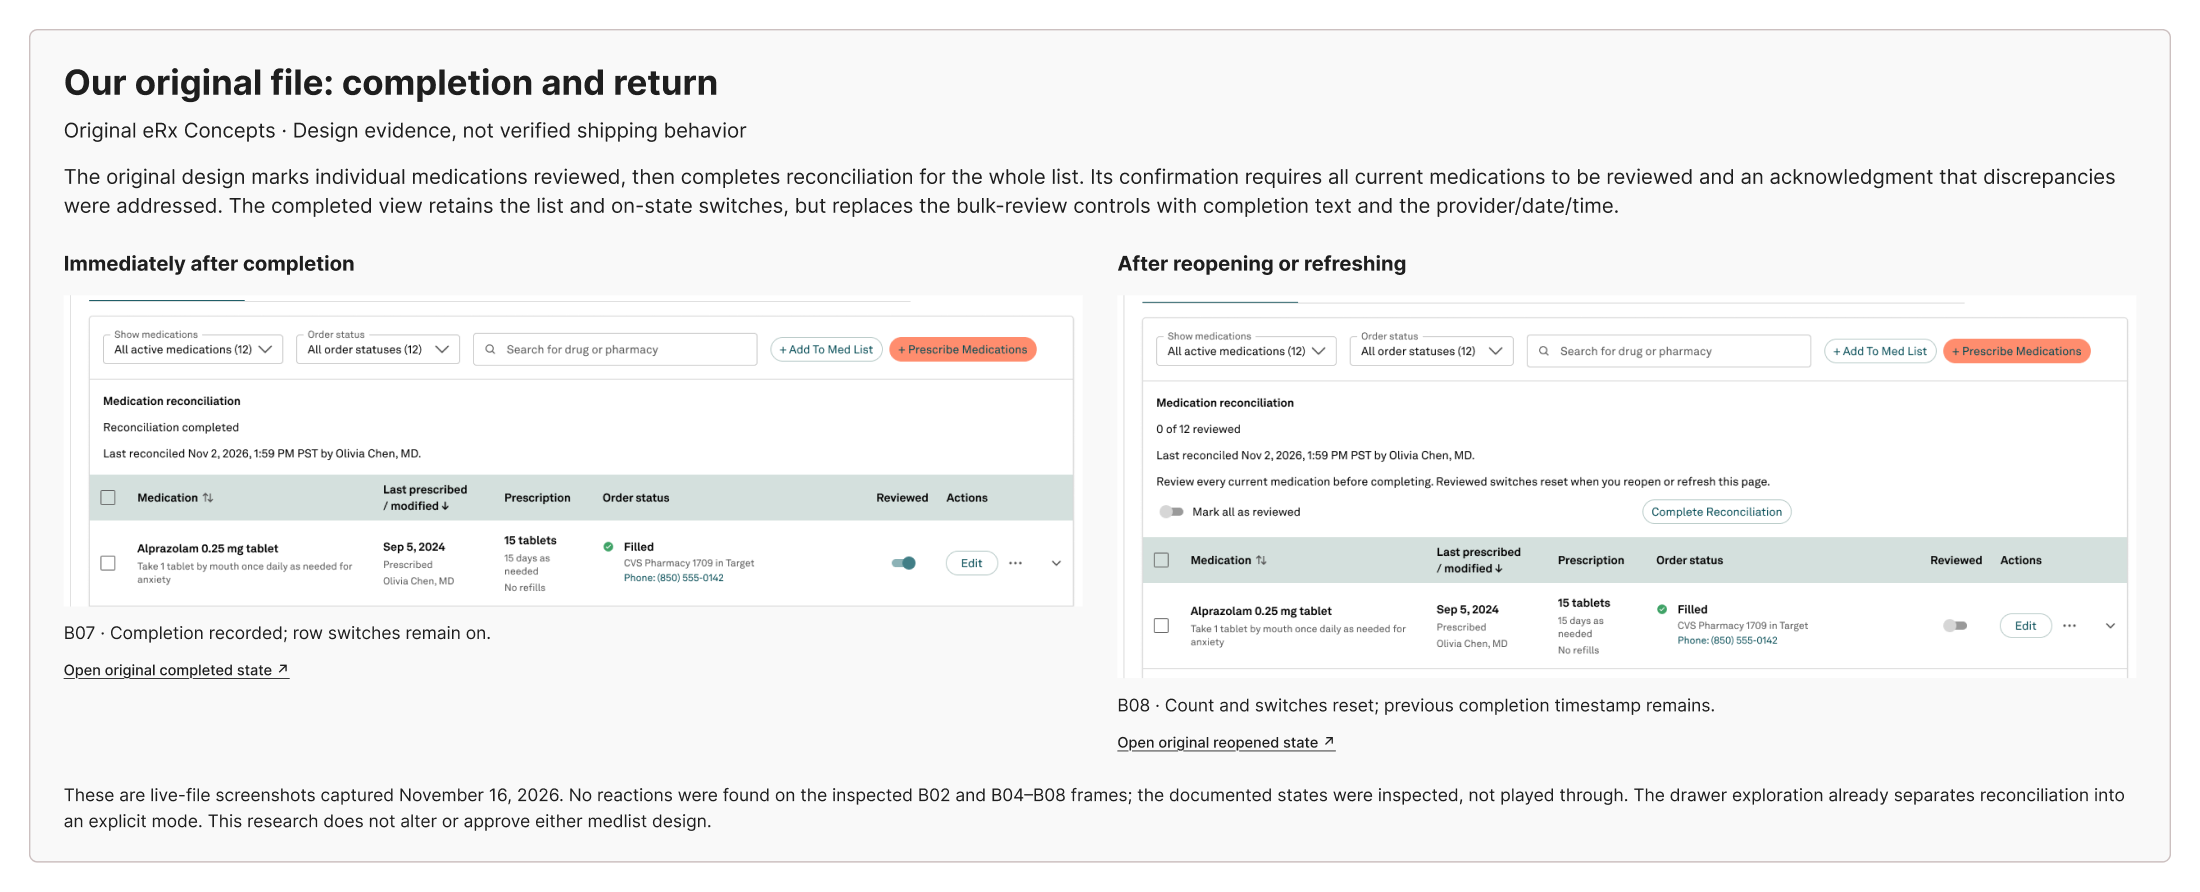 Our original file: completion and return
Original eRx Concepts · Design evidence, not verified shipping behavior
The original design marks individual medications reviewed, then completes reconciliation for the whole list. Its confirmation requires all current medications to be reviewed and an acknowledgment that discrepancies
were addressed. The completed view retains the list and on-state switches, but replaces the bulk-review controls with completion text and the provider/date/time.
Immediately after completion
Show medications
All active medications (12)
Order status
All order statuses (12)
Search for drug or pharmacy
+ Add To Med List
+ Prescribe Medications
Medication reconciliation
Reconciliation completed
Last reconciled Nov 2, 2026, 1:59 PM PST by Olivia Chen, MD.
Medication ↑↓
Last prescribed
/ modified ↓
Prescription
Order status
Reviewed
Actions
Alprazolam 0.25 mg tablet
Take 1 tablet by mouth once daily as needed for
anxiety
Sep 5, 2024
Prescribed
Olivia Chen, MD
15 tablets
15 days as
needed
No refills
Filled
CVS Pharmacy 1709 in Target
Phone: (850) 555-0142
Edit
B07 · Completion recorded; row switches remain on.
Open original completed state ↗
After reopening or refreshing
Show medications
All active medications (12)
Order status
All order statuses (12)
Search for drug or pharmacy
+ Add To Med List
+ Prescribe Medications
Medication reconciliation
0 of 12 reviewed
Last reconciled Nov 2, 2026, 1:59 PM PST by Olivia Chen, MD.
Review every current medication before completing. Reviewed switches reset when you reopen or refresh this page.
Mark all as reviewed
Complete Reconciliation
Medication ↑↓
Last prescribed
/ modified ↓
Prescription
Order status
Reviewed
Actions
Alprazolam 0.25 mg tablet
Take 1 tablet by mouth once daily as needed for
anxiety
Sep 5, 2024
Prescribed
Olivia Chen, MD
15 tablets
15 days as
needed
No refills
Filled
CVS Pharmacy 1709 in Target
Phone: (850) 555-0142
Edit
B08 · Count and switches reset; previous completion timestamp remains.
Open original reopened state ↗
These are live-file screenshots captured November 16, 2026. No reactions were found on the inspected B02 and B04–B08 frames; the documented states were inspected, not played through. The drawer exploration already separates reconciliation into
an explicit mode. This research does not alter or approve either medlist design.